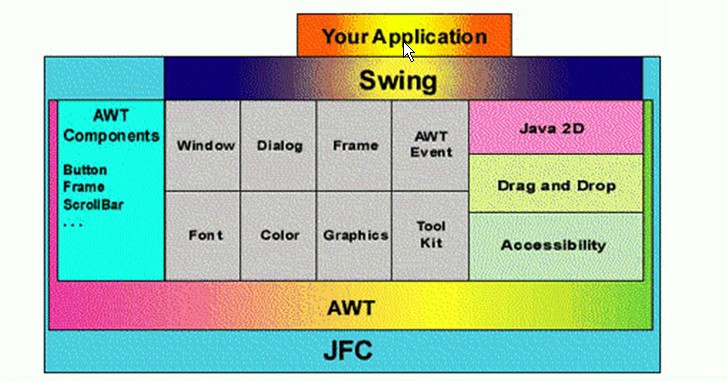 Your Application
Swing
AWT
Components
Button
Frame
ScrollBar
. . .
Window
Dialog
Frame
AWT
Event
Font
Color
Graphics
Tool
Kit
Java 2D
Drag and Drop
Accessibility
AWT
JFC